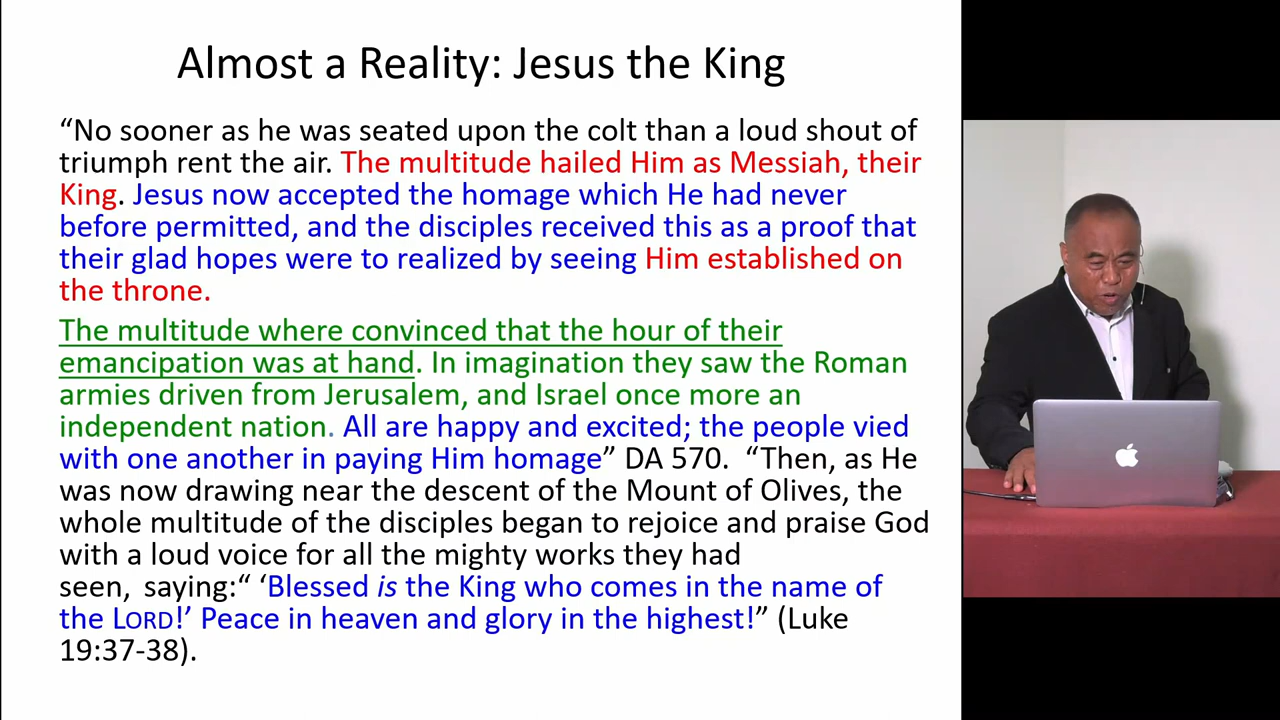 Almost a Reality: Jesus the King
“No sooner as he was seated upon the colt than a loud shout of
triumph rent the air. The multitude hailed Him as Messiah, their
King. Jesus now accepted the homage which He had never
before permitted, and the disciples received this as a proof that
their glad hopes were to realized by seeing Him established on
the throne.
The multitude where convinced that the hour of their
emancipation was at hand. In imagination they saw the Roman
armies driven from Jerusalem, and Israel once more an
independent nation. All are happy and excited; the people vied
with one another in paying Him homage” DA 570.  “Then, as He
was now drawing near the descent of the Mount of Olives, the
whole multitude of the disciples began to rejoice and praise God
with a loud voice for all the mighty works they had
seen, saying:“ ‘Blessed is the King who comes in the name of
the LORD!’ Peace in heaven and glory in the highest!” (Luke
19:37-38).